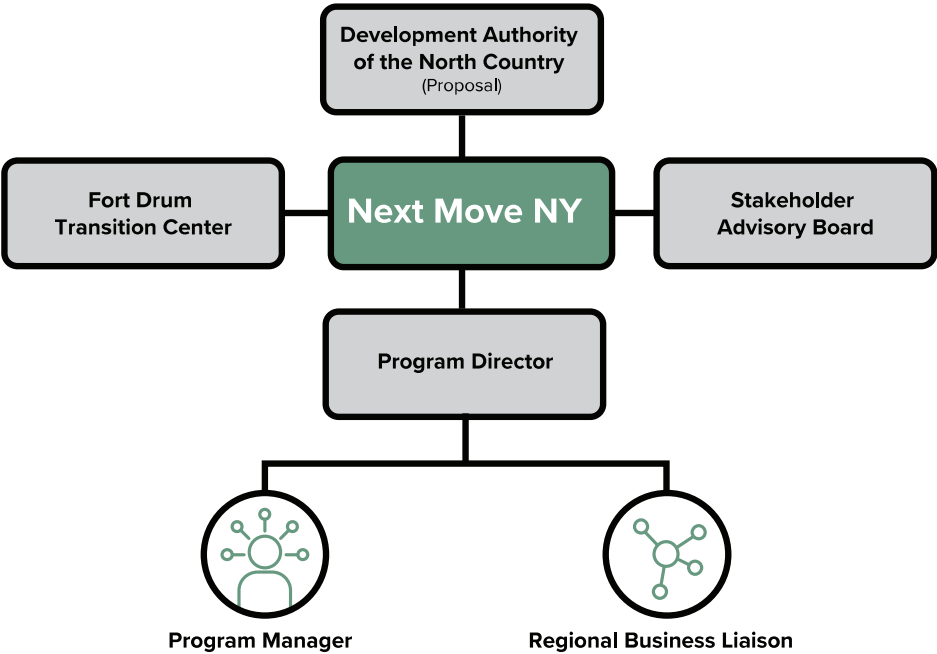 Development Authority
of the North Country
(Proposal)
Fort Drum
Transition Center
Next Move NY
Stakeholder
Advisory Board
Program Director
Program Manager
Regional Business Liaison